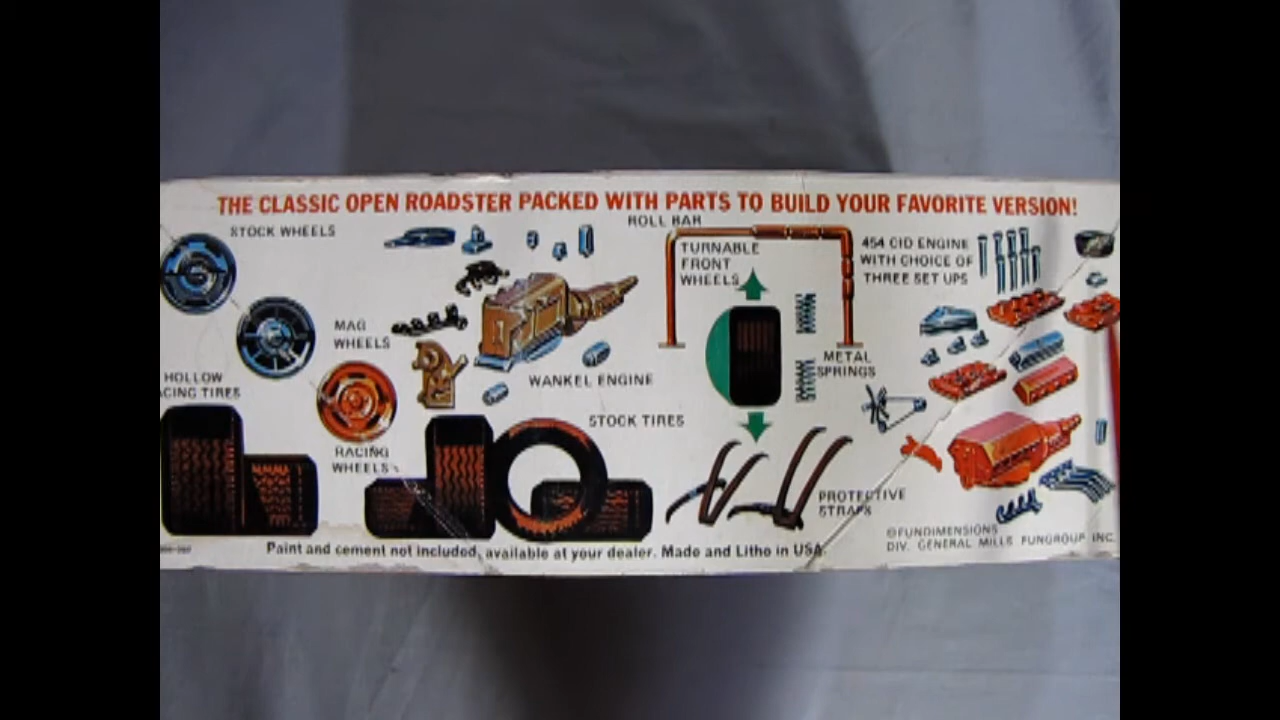 THE CLASSIC OPEN ROADSTER PACKED WITH PARTS TO BUILD YOUR FAVORITE VERSION!
STOCK WHEELS
MAG
WHEELS
HOLLOW
CING TIRES
RACING
WHEELS
WANKEL ENGINE
STOCK TIRES
ROLL BAR
TURNABLE
FRONT
WHEELS
METAL
SPRINGS
PROTECTIVE
STRAPS
454 CID ENGINE
WITH CHOICE OF
THREE SET UPS
©FUNDIMENSIONS
DIV. GENERAL MILLS FUNGROUP INC.
Paint and cement not included, available at your dealer. Made and Litho in USA.